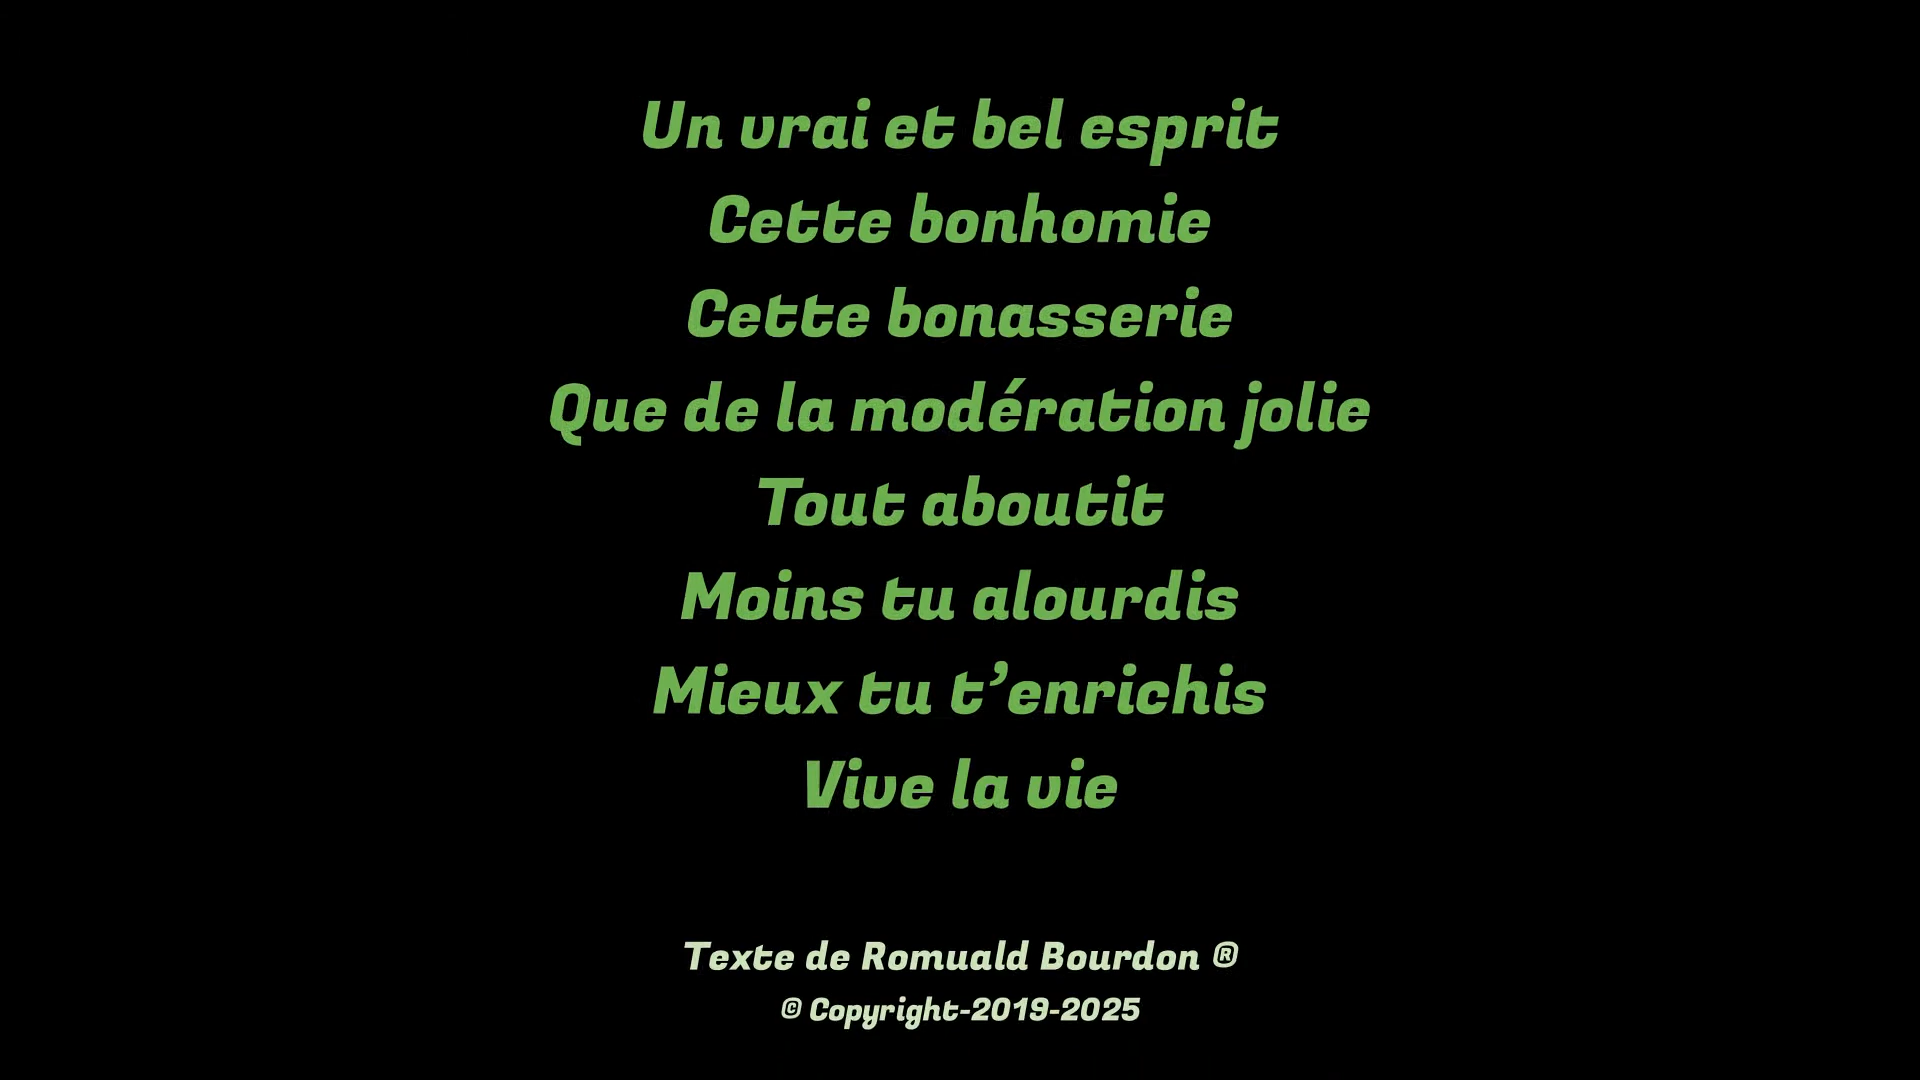 Un vrai et bel esprit
Cette bonhomie
Cette bonasserie
Que de la modération jolie
Tout aboutit
Moins tu alourdis
Mieux tu t’enrichis
Vive la vie
Texte de Romuald Bourdon ®
© Copyright-2019-2025